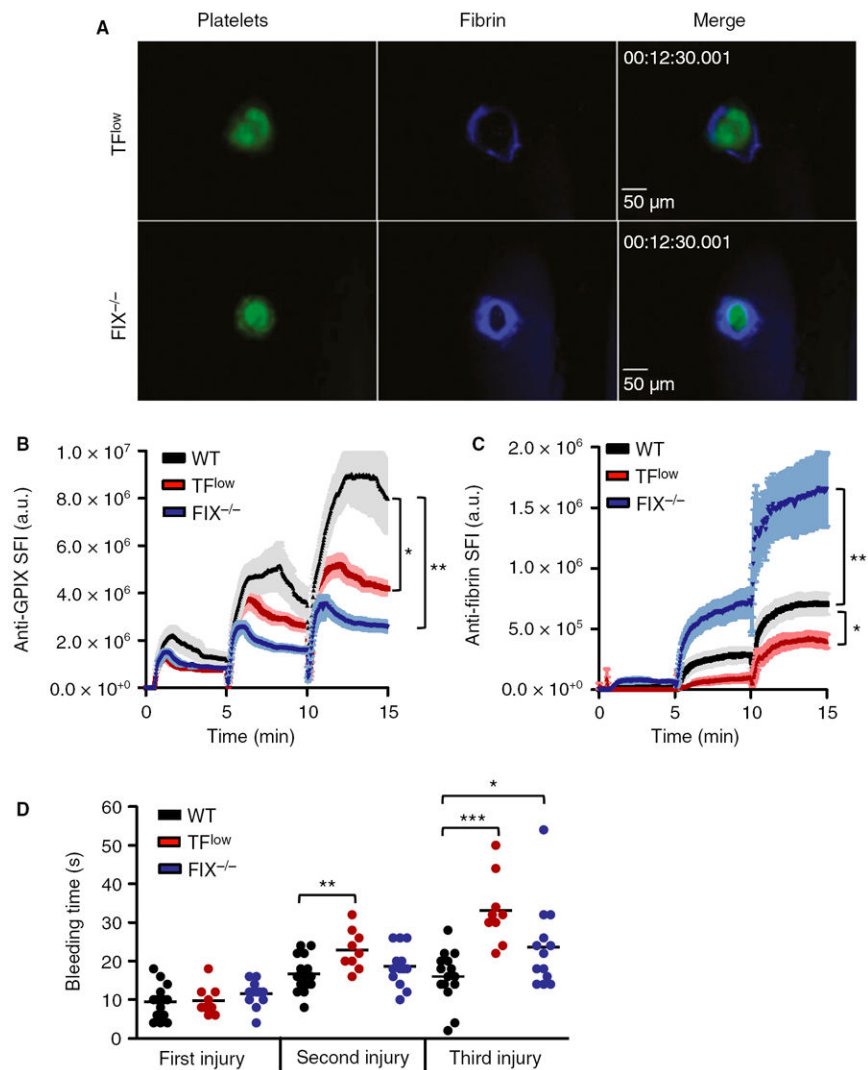 A
Platelets Fibrin Merge
TF^low
00:12:30.001
50 µm
FIX^−/−
00:12:30.001
50 µm
B
WT
TF^low
FIX^−/−
Anti-GPIX SFI (a.u.)
1.0 × 10^7
8.0 × 10^6
6.0 × 10^6
4.0 × 10^6
2.0 × 10^6
0.0 × 10^+0
* **
0 5 10 15
Time (min)
C
WT
TF^low
FIX^−/−
Anti-fibrin SFI (a.u.)
2.0 × 10^6
1.5 × 10^6
1.0 × 10^6
5.0 × 10^5
0.0 × 10^+0
**
*
0 5 10 15
Time (min)
D
WT
TF^low
FIX^−/−
Bleeding time (s)
60
50
40
30
20
10
0
**
*
***
First injury Second injury Third injury